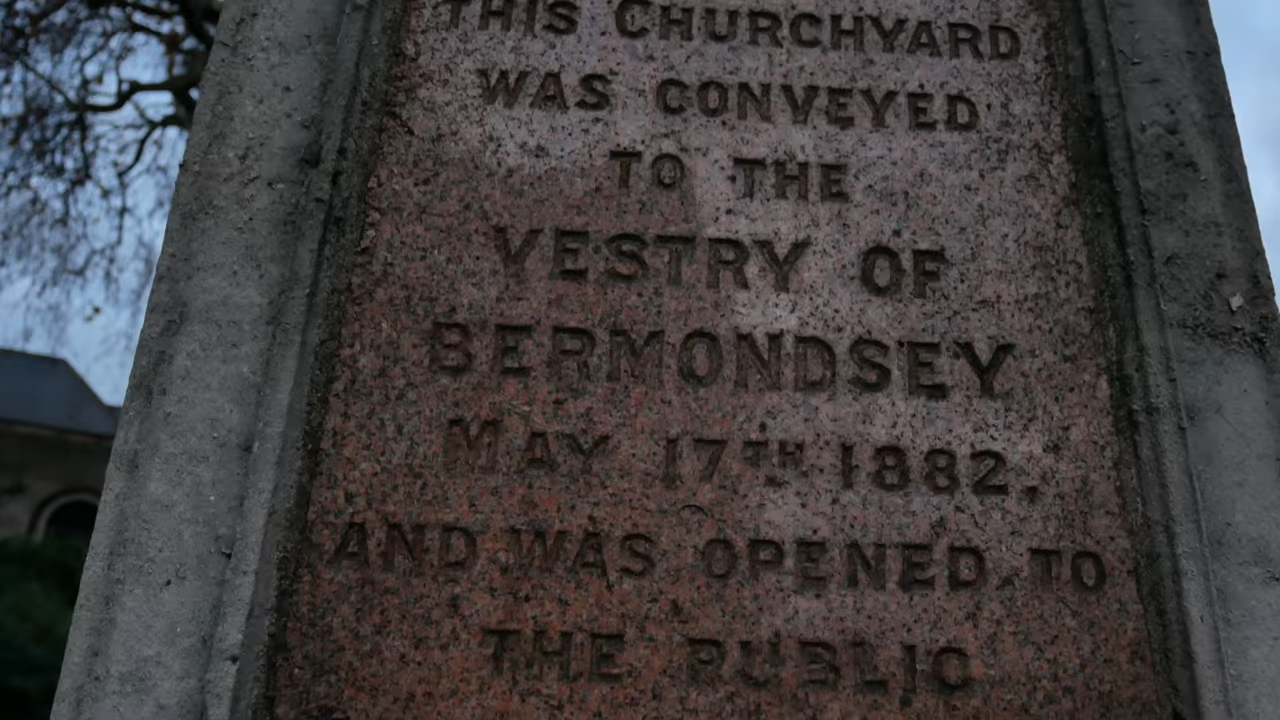 THIS CHURCHYARD
WAS CONVEYED
TO THE
VESTRY OF
BERMONDSEY
MAY 17TH 1882.
AND WAS OPENED TO
THE PUBLIC